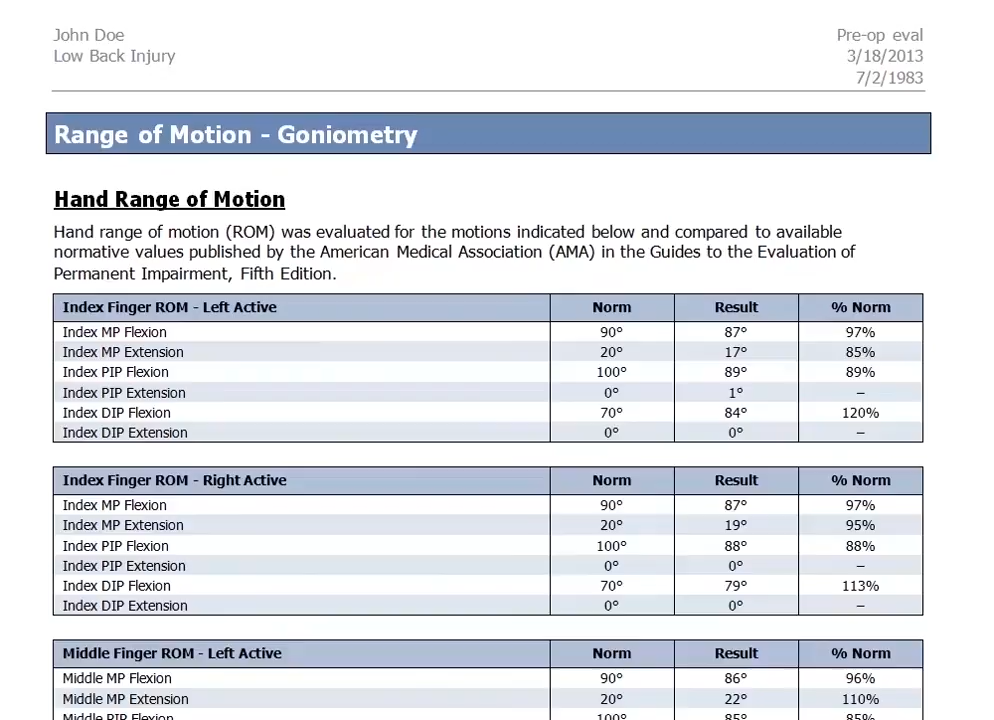 John Doe Pre-op eval
Low Back Injury 3/18/2013
7/2/1983
Range of Motion - Goniometry
Hand Range of Motion
Hand range of motion (ROM) was evaluated for the motions indicated below and compared to available
normative values published by the American Medical Association (AMA) in the Guides to the Evaluation of
Permanent Impairment, Fifth Edition.
Index Finger ROM - Left Active Norm Result % Norm
Index MP Flexion 90° 87° 97%
Index MP Extension 20° 17° 85%
Index PIP Flexion 100° 89° 89%
Index PIP Extension 0° 1° –
Index DIP Flexion 70° 84° 120%
Index DIP Extension 0° 0° –
Index Finger ROM - Right Active Norm Result % Norm
Index MP Flexion 90° 87° 97%
Index MP Extension 20° 19° 95%
Index PIP Flexion 100° 88° 88%
Index PIP Extension 0° 0° –
Index DIP Flexion 70° 79° 113%
Index DIP Extension 0° 0° –
Middle Finger ROM - Left Active Norm Result % Norm
Middle MP Flexion 90° 86° 96%
Middle MP Extension 20° 22° 110%
Middle PIP Flexion 100° 85° 85%